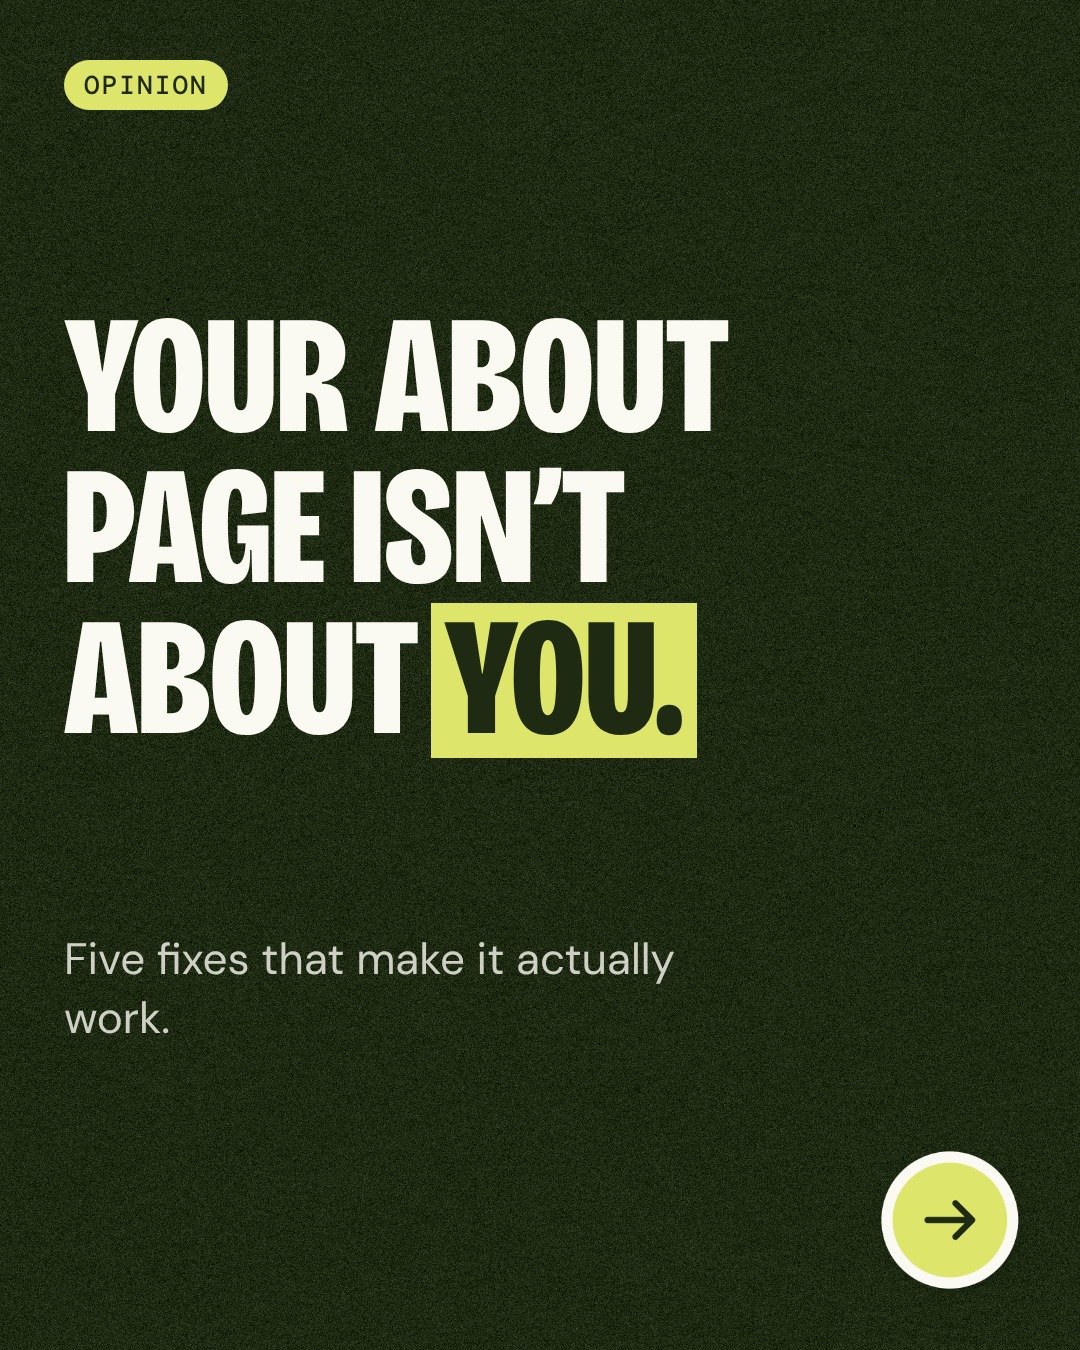 OPINION
YOUR ABOUT
PAGE ISN’T
ABOUT YOU.
Five fixes that make it actually
work.